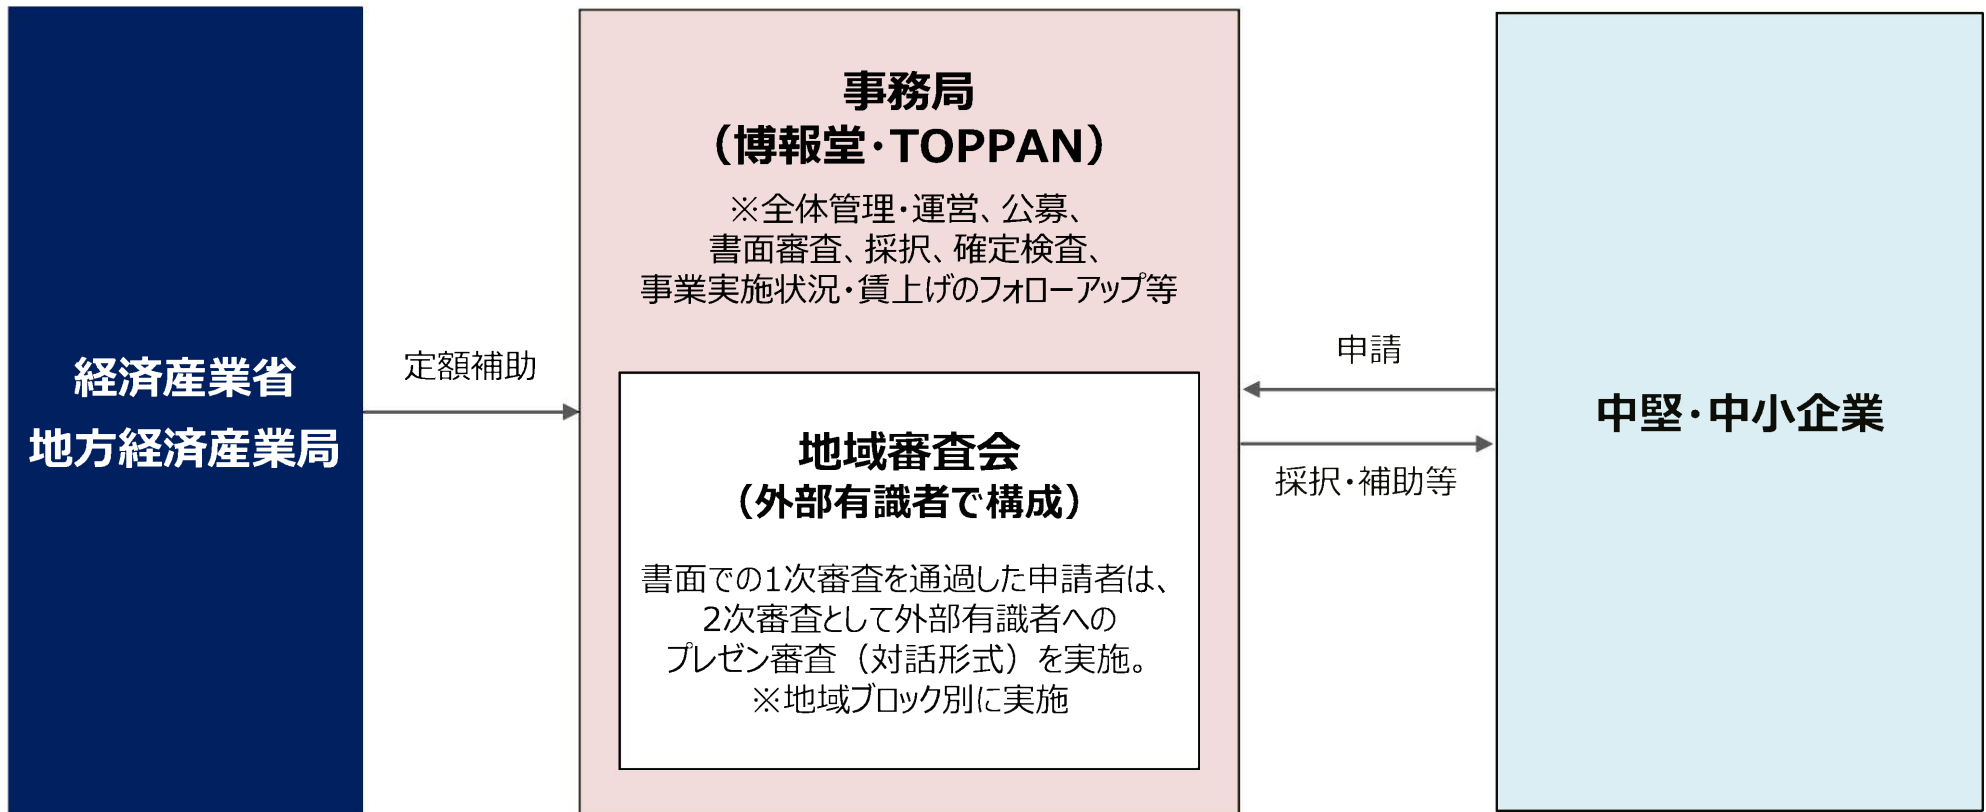 経済産業省
地方経済産業局
定額補助
事務局
（博報堂・TOPPAN）
※全体管理・運営、公募、
書面審査、採択、確定検査、
事業実施状況・賃上げのフォローアップ等
地域審査会
（外部有識者で構成）
書面での1次審査を通過した申請者は、
2次審査として外部有識者への
プレゼン審査（対話形式）を実施。
※地域ブロック別に実施
申請
採択・補助等
中堅・中小企業